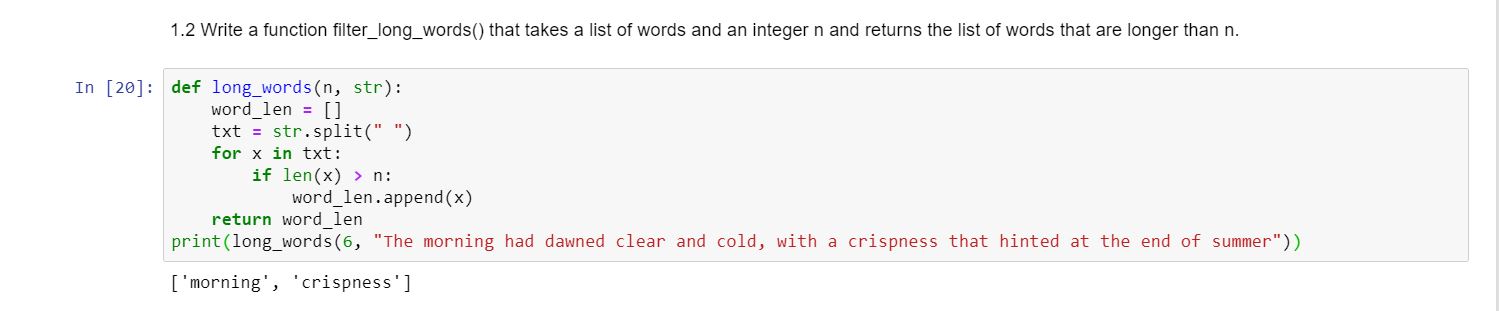 1.2 Write a function filter_long_words() that takes a list of words and an integer n and returns the list of words that are longer than n.
In [20]: def long_words(n, str):
    word_len = []
    txt = str.split(" ")
    for x in txt:
        if len(x) > n:
            word_len.append(x)
    return word_len
print(long_words(6, "The morning had dawned clear and cold, with a crispness that hinted at the end of summer"))
['morning', 'crispness']